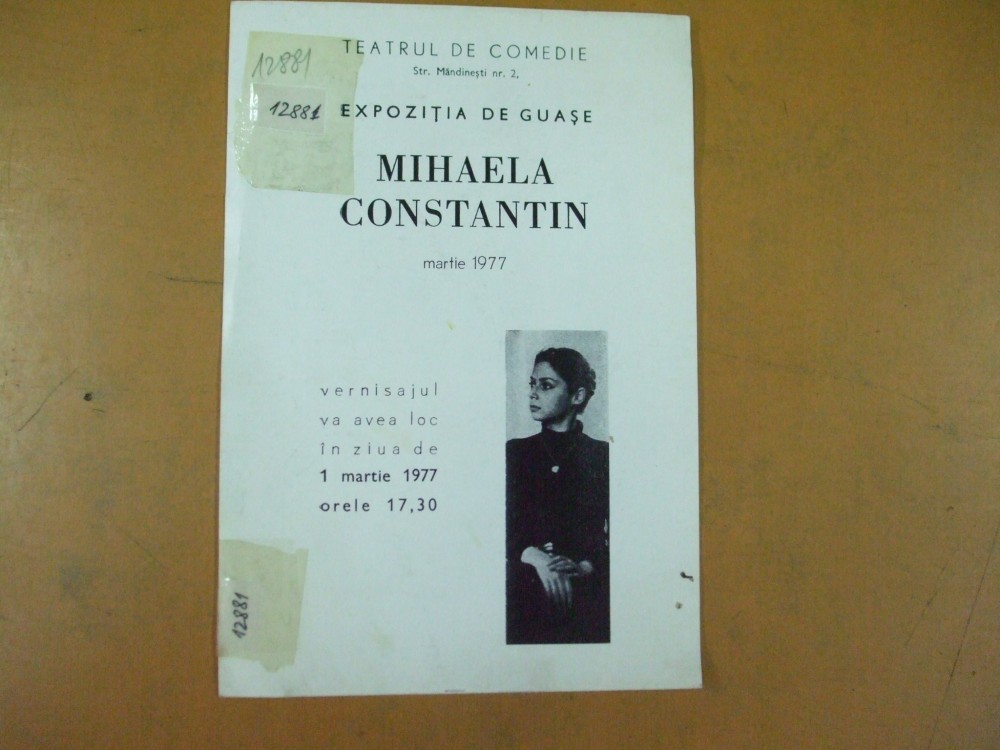 12881
TEATRUL DE COMEDIE
Str. Măndinești nr. 2,
12881
EXPOZIȚIA DE GUAȘE
MIHAELA
CONSTANTIN
martie 1977
vernisajul
va avea loc
în ziua de
1 martie 1977
orele 17,30
12881